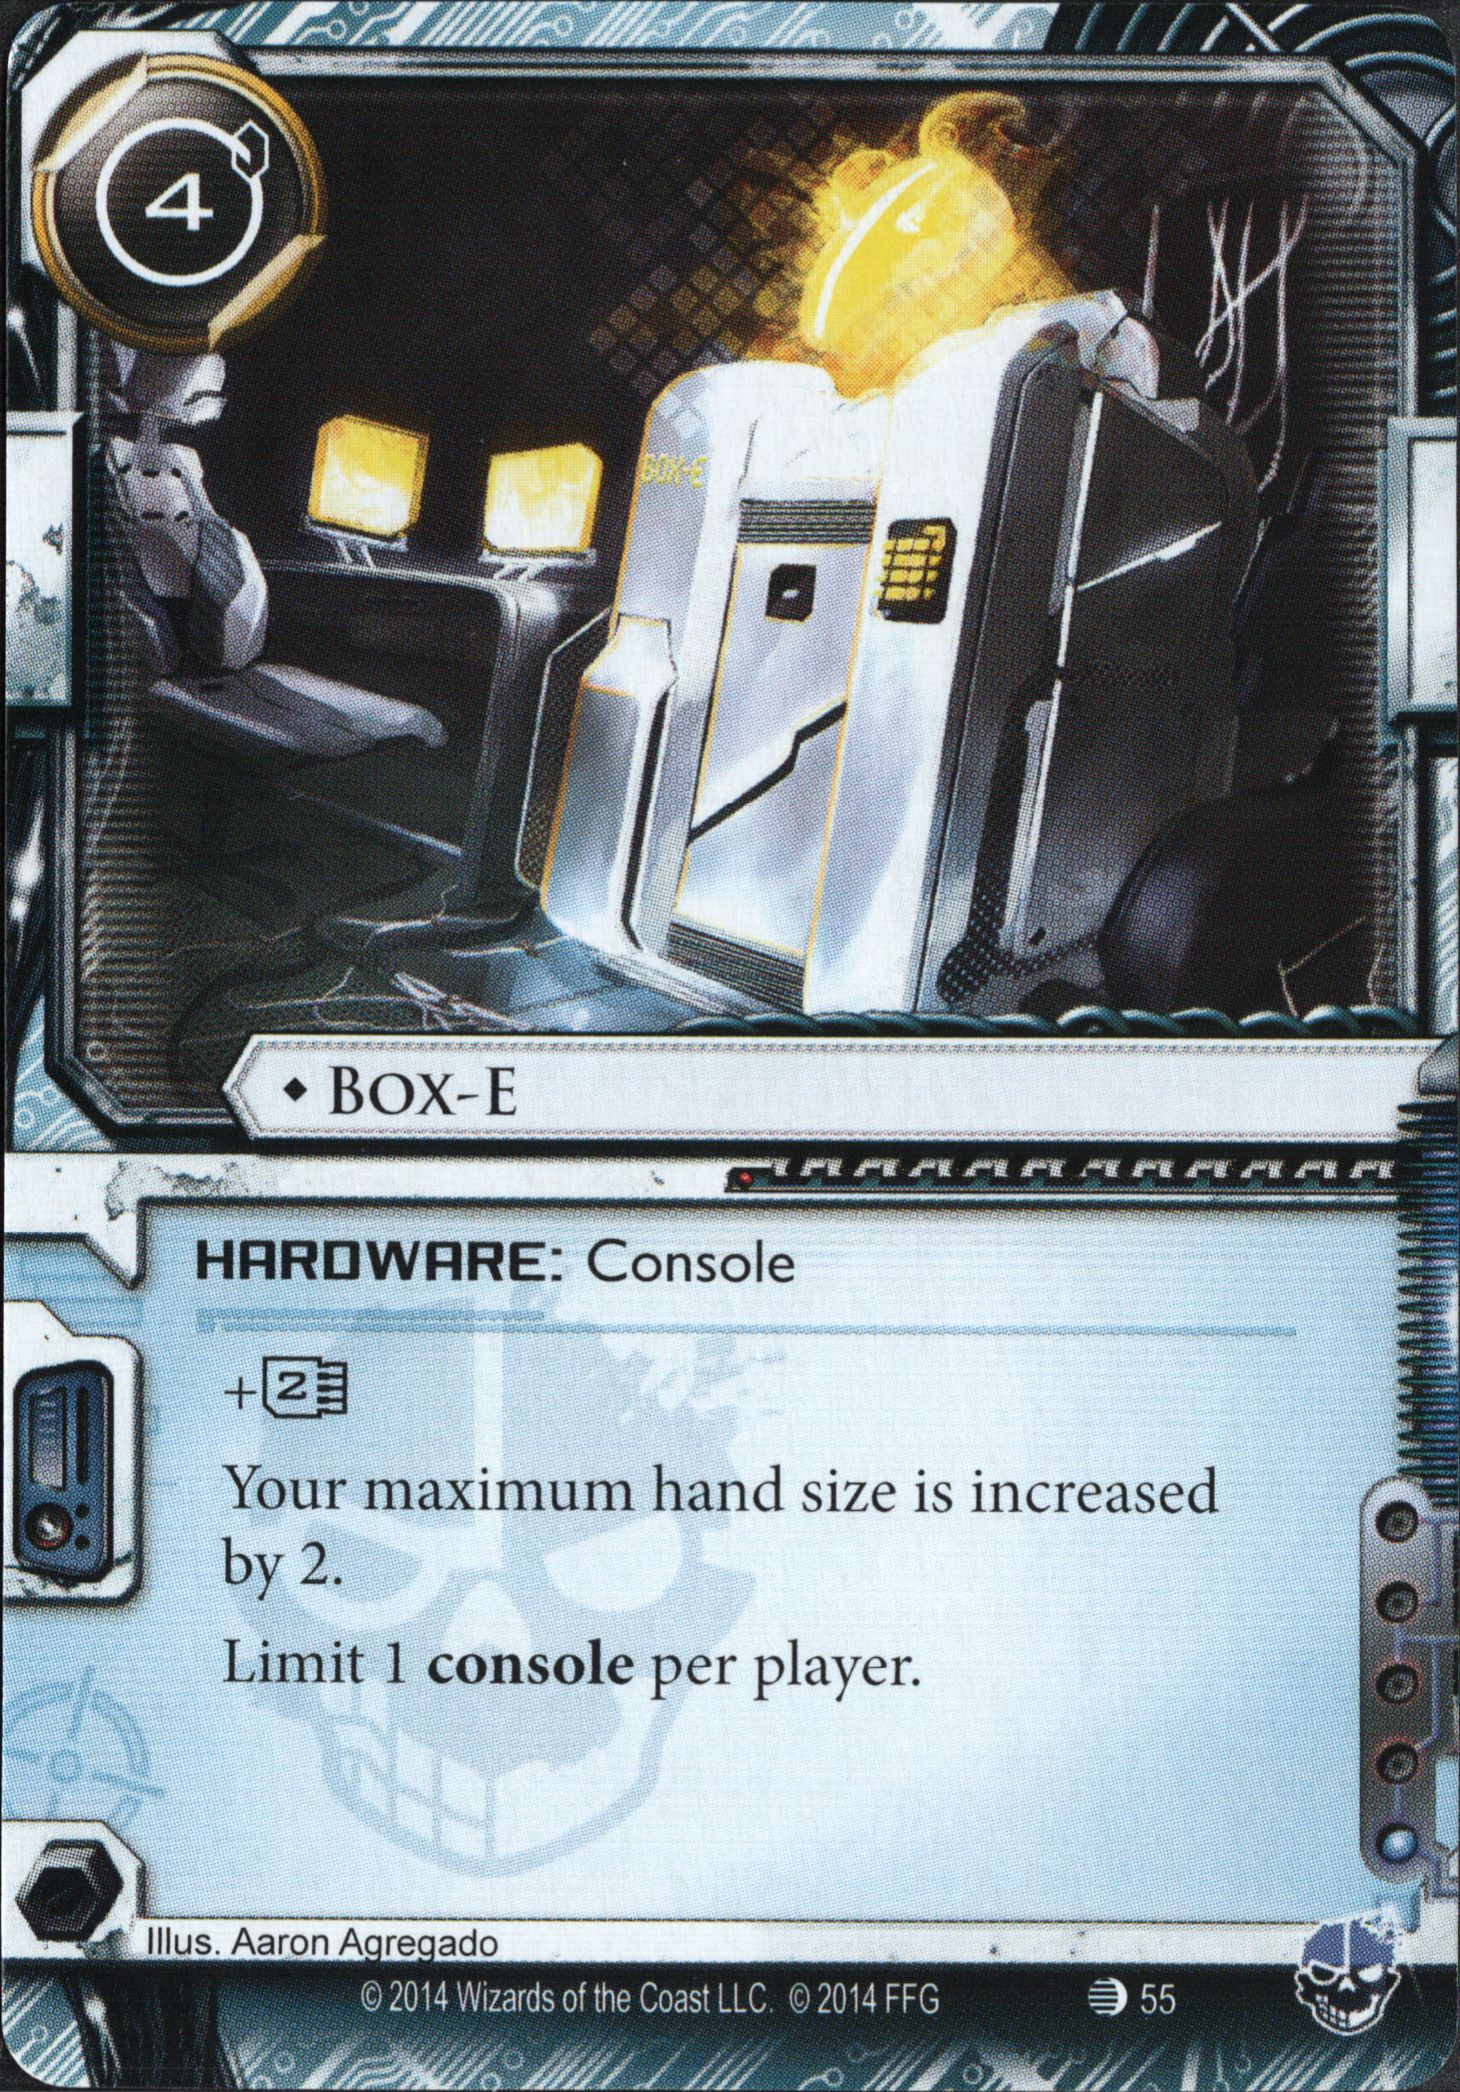 4
BOX-E
◆ BOX-E
HARDWARE: Console
+2
Your maximum hand size is increased
by 2.
Limit 1 console per player.
Illus. Aaron Agregado
© 2014 Wizards of the Coast LLC. © 2014 FFG
55